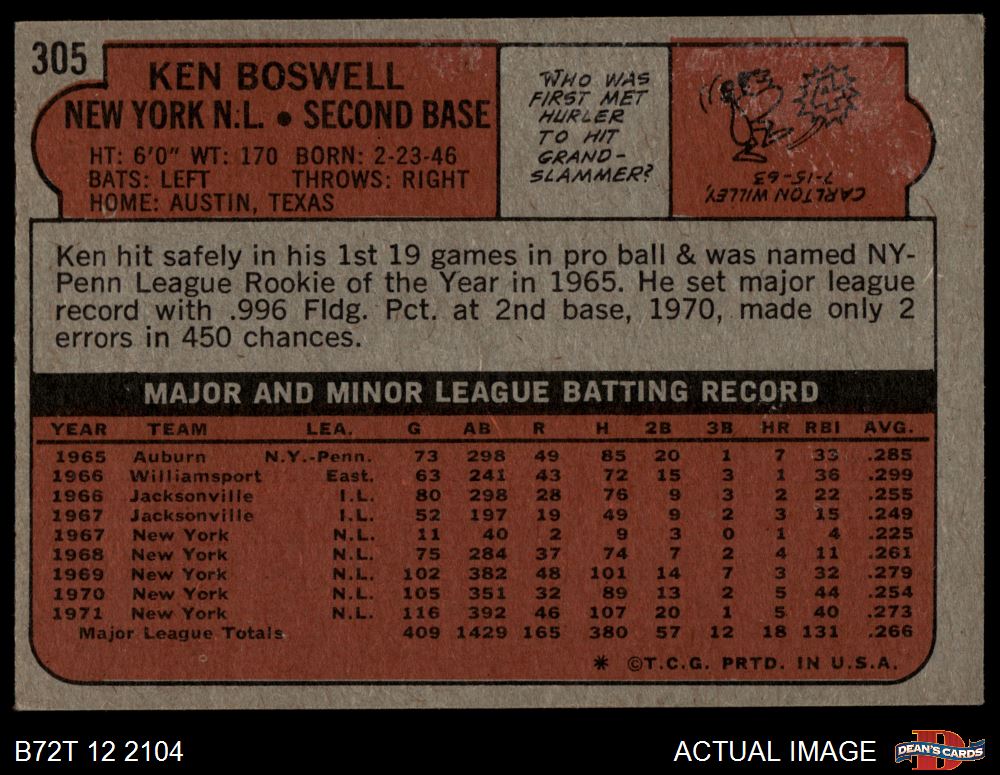 305
KEN BOSWELL
NEW YORK N.L. • SECOND BASE
HT: 6'0" WT: 170 BORN: 2-23-46
BATS: LEFT THROWS: RIGHT
HOME: AUSTIN, TEXAS
WHO WAS
FIRST MET
HURLER
TO HIT
GRAND-
SLAMMER?
CARLTON WILLEY,
7-15-63
Ken hit safely in his 1st 19 games in pro ball & was named NY-
Penn League Rookie of the Year in 1965. He set major league
record with .996 Fldg. Pct. at 2nd base, 1970, made only 2
errors in 450 chances.
MAJOR AND MINOR LEAGUE BATTING RECORD
YEAR TEAM LEA. G AB R H 2B 3B HR RBI AVG.
1965 Auburn N.Y.-Penn. 73 298 49 85 20 1 7 33 .285
1966 Williamsport East. 63 241 43 72 15 3 1 36 .299
1966 Jacksonville I.L. 80 298 28 76 9 3 2 22 .255
1967 Jacksonville I.L. 52 197 19 49 9 2 3 15 .249
1967 New York N.L. 11 40 2 9 3 0 1 4 .225
1968 New York N.L. 75 284 37 74 7 2 4 11 .261
1969 New York N.L. 102 382 48 101 14 7 3 32 .279
1970 New York N.L. 105 351 32 89 13 2 5 44 .254
1971 New York N.L. 116 392 46 107 20 1 5 40 .273
Major League Totals 409 1429 165 380 57 12 18 131 .266
* ©T.C.G. PRTD. IN U.S.A.
B72T 12 2104
ACTUAL IMAGE
DEAN'S CARDS